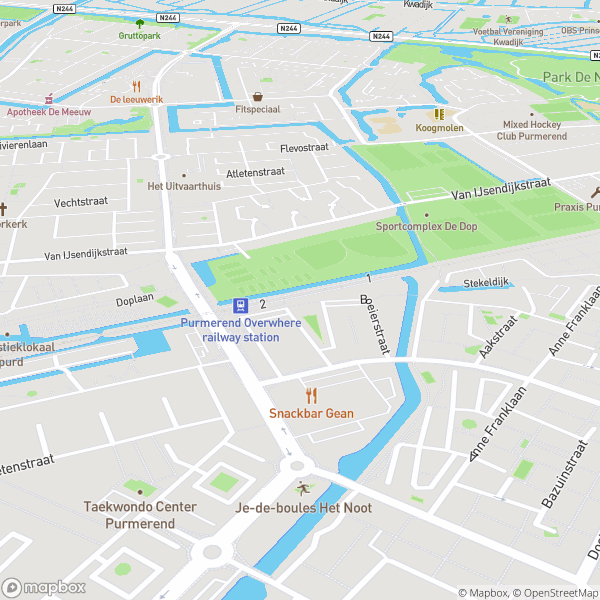 N244
Kwadijk
Kwadijk
Gruttopark
N244
N244
Voetbal Vereniging
Kwadijk
OBS Prins
N244
De leeuwerik
Apotheek De Meeuw
Fitspeciaal
Park De N
Koogmolen
Mixed Hockey
Club Purmerend
ivierenlaan
Flevostraat
Atletenstraat
Het Uitvaarthuis
Van IJsendijkstraat
Vechtstraat
Praxis Pu
orkerk
Sportcomplex De Dop
Van IJsendijkstraat
1
Stekeldijk
Doplaan
2
Boeierstraat
Purmerend Overwhere
railway station
Aakstraat
Anne Franklaan
stieklokaal
purd
Snackbar Gean
Anne Franklaan
etenstraat
Bazuinstraat
Taekwondo Center
Purmerend
Je-de-boules Het Noot
mapbox
© Mapbox, © OpenStreetMap